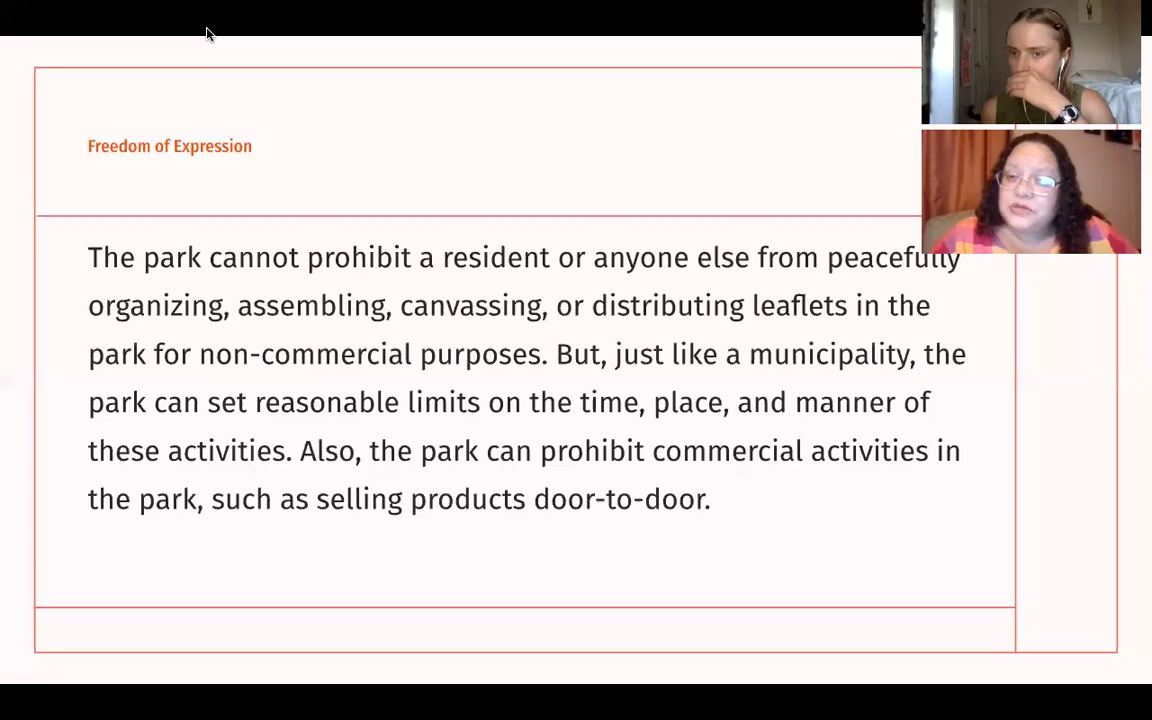 Freedom of Expression
The park cannot prohibit a resident or anyone else from peacefully
organizing, assembling, canvassing, or distributing leaflets in the
park for non-commercial purposes. But, just like a municipality, the
park can set reasonable limits on the time, place, and manner of
these activities. Also, the park can prohibit commercial activities in
the park, such as selling products door-to-door.